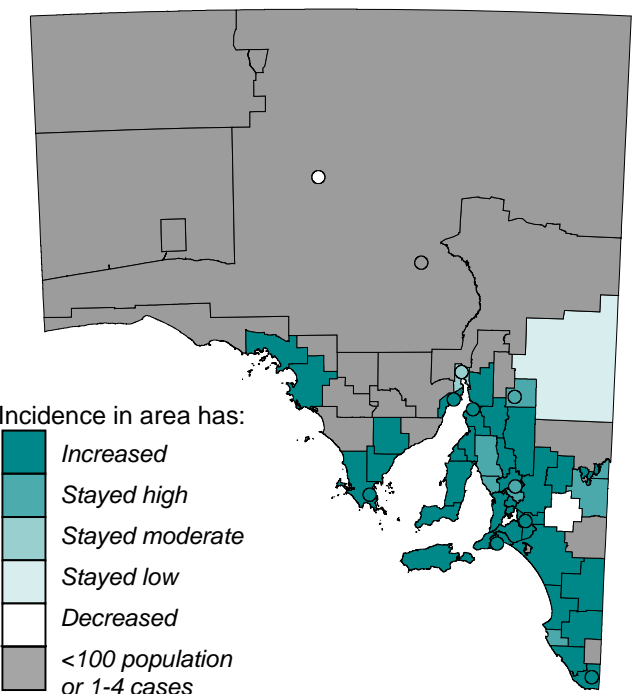 Incidence in area has:
Increased
Stayed high
Stayed moderate
Stayed low
Decreased
<100 population
or 1-4 cases